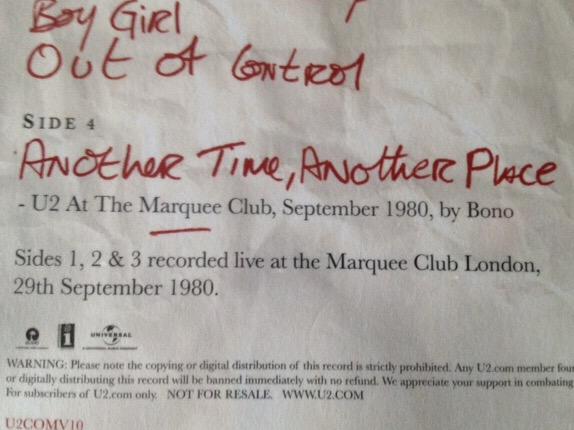 Boy Girl
Out of Control
SIDE 4
Another Time, Another Place
- U2 At The Marquee Club, September 1980, by Bono
Sides 1, 2 & 3 recorded live at the Marquee Club London,
29th September 1980.
UNIVERSAL
WARNING: Please note the copying or digital distribution of this record is strictly prohibited. Any U2.com member
or digitally distributing this record will be banned immediately with no refund. We appreciate your support in combating
For subscribers of U2.com only. NOT FOR RESALE. WWW.U2.COM
U2COMV10